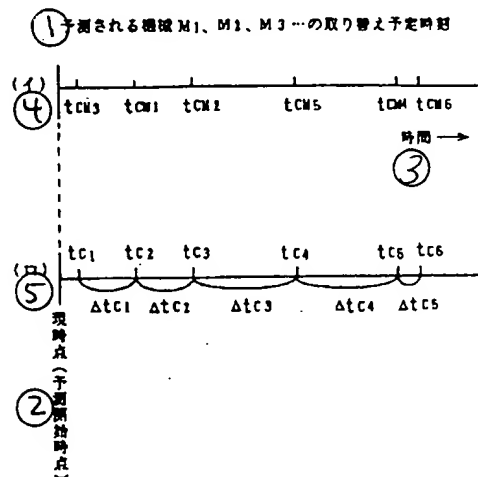 ① 予測される機械M1、M2、M3…の取り替え予定時刻
(イ)
④ tCM3 tCM1 tCM2 tCM5 tCM4 tCM6
時間 →
③
tC1 tC2 tC3 tC4 tC5 tC6
(ロ)
⑤ ΔtC1 ΔtC2 ΔtC3 ΔtC4 ΔtC5
② 現時点(予測開始時点)